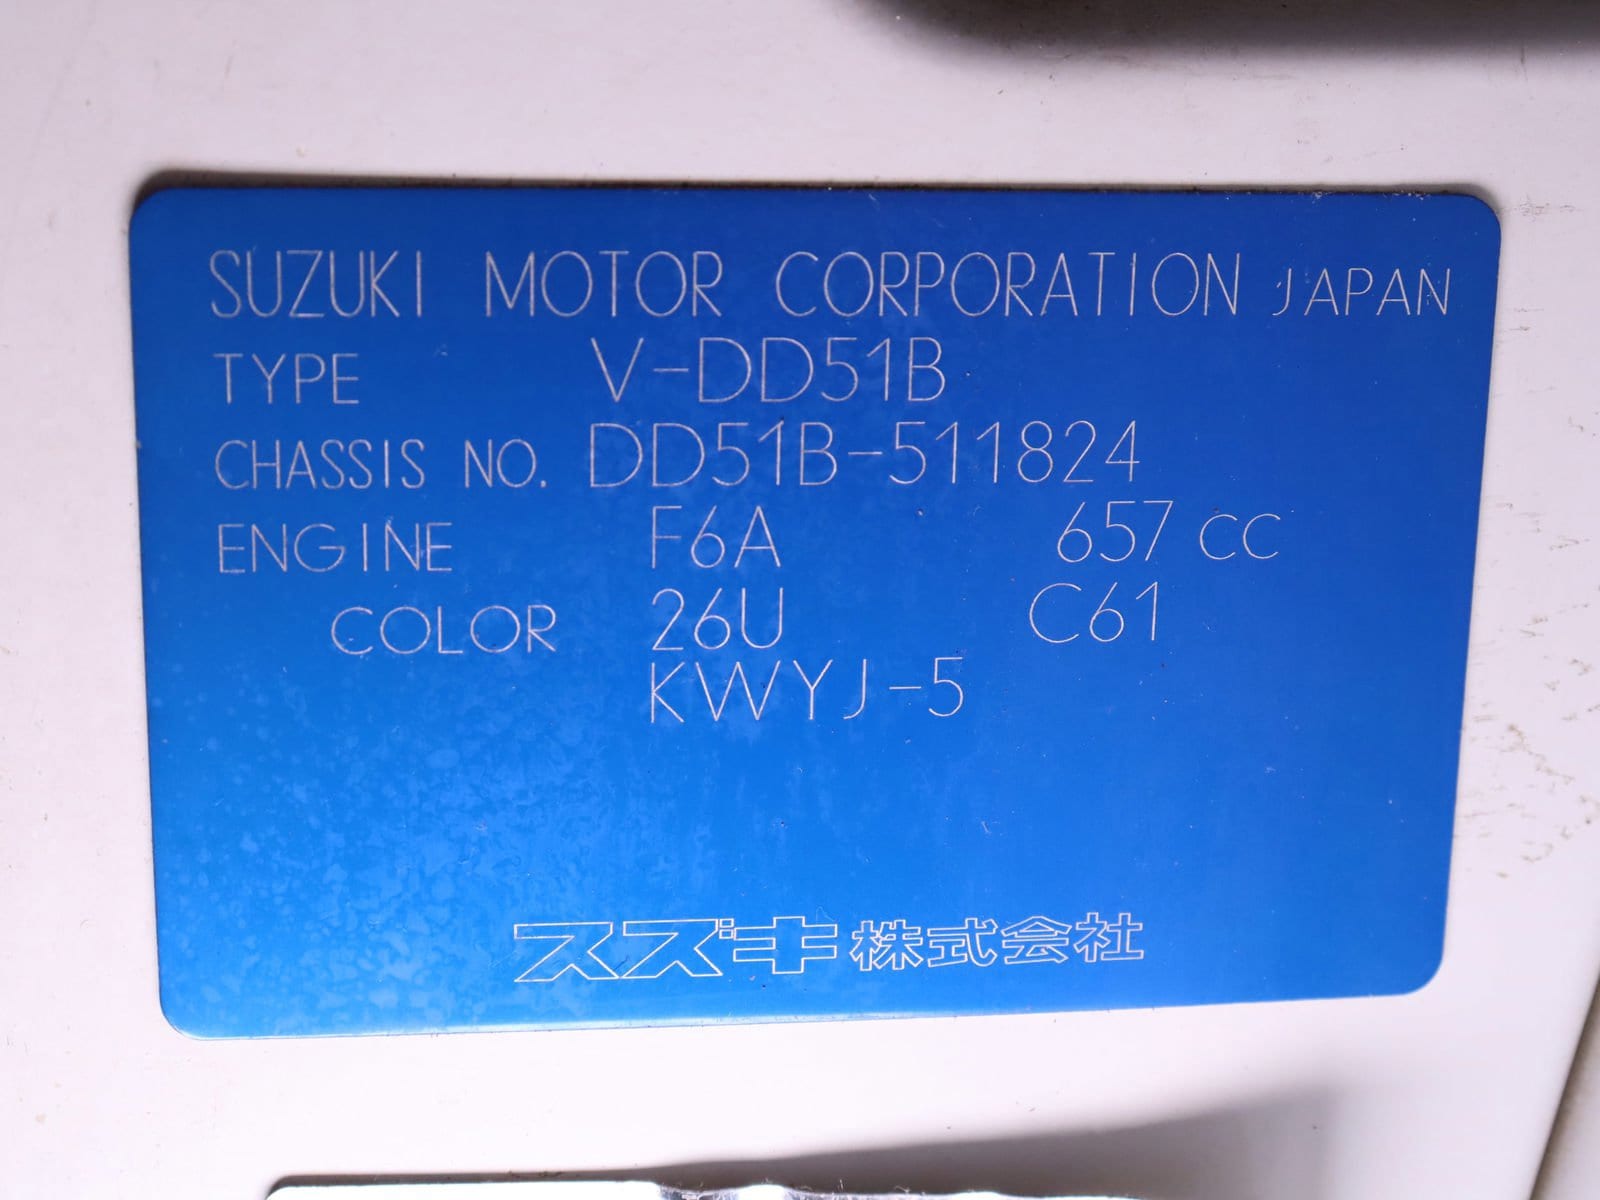 SUZUKI MOTOR CORPORATION JAPAN
TYPE V-DD51B
CHASSIS NO. DD51B-511824
ENGINE F6A 657 CC
COLOR 26U C61
KWYJ-5
スズキ株式会社